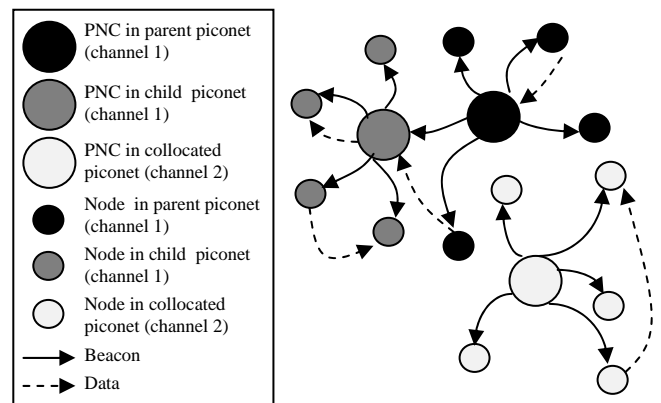 PNC in parent piconet
(channel 1)
PNC in child piconet
(channel 1)
PNC in collocated
piconet (channel 2)
Node in parent piconet
(channel 1)
Node in child piconet
(channel 1)
Node in collocated
piconet (channel 2)
Beacon
Data